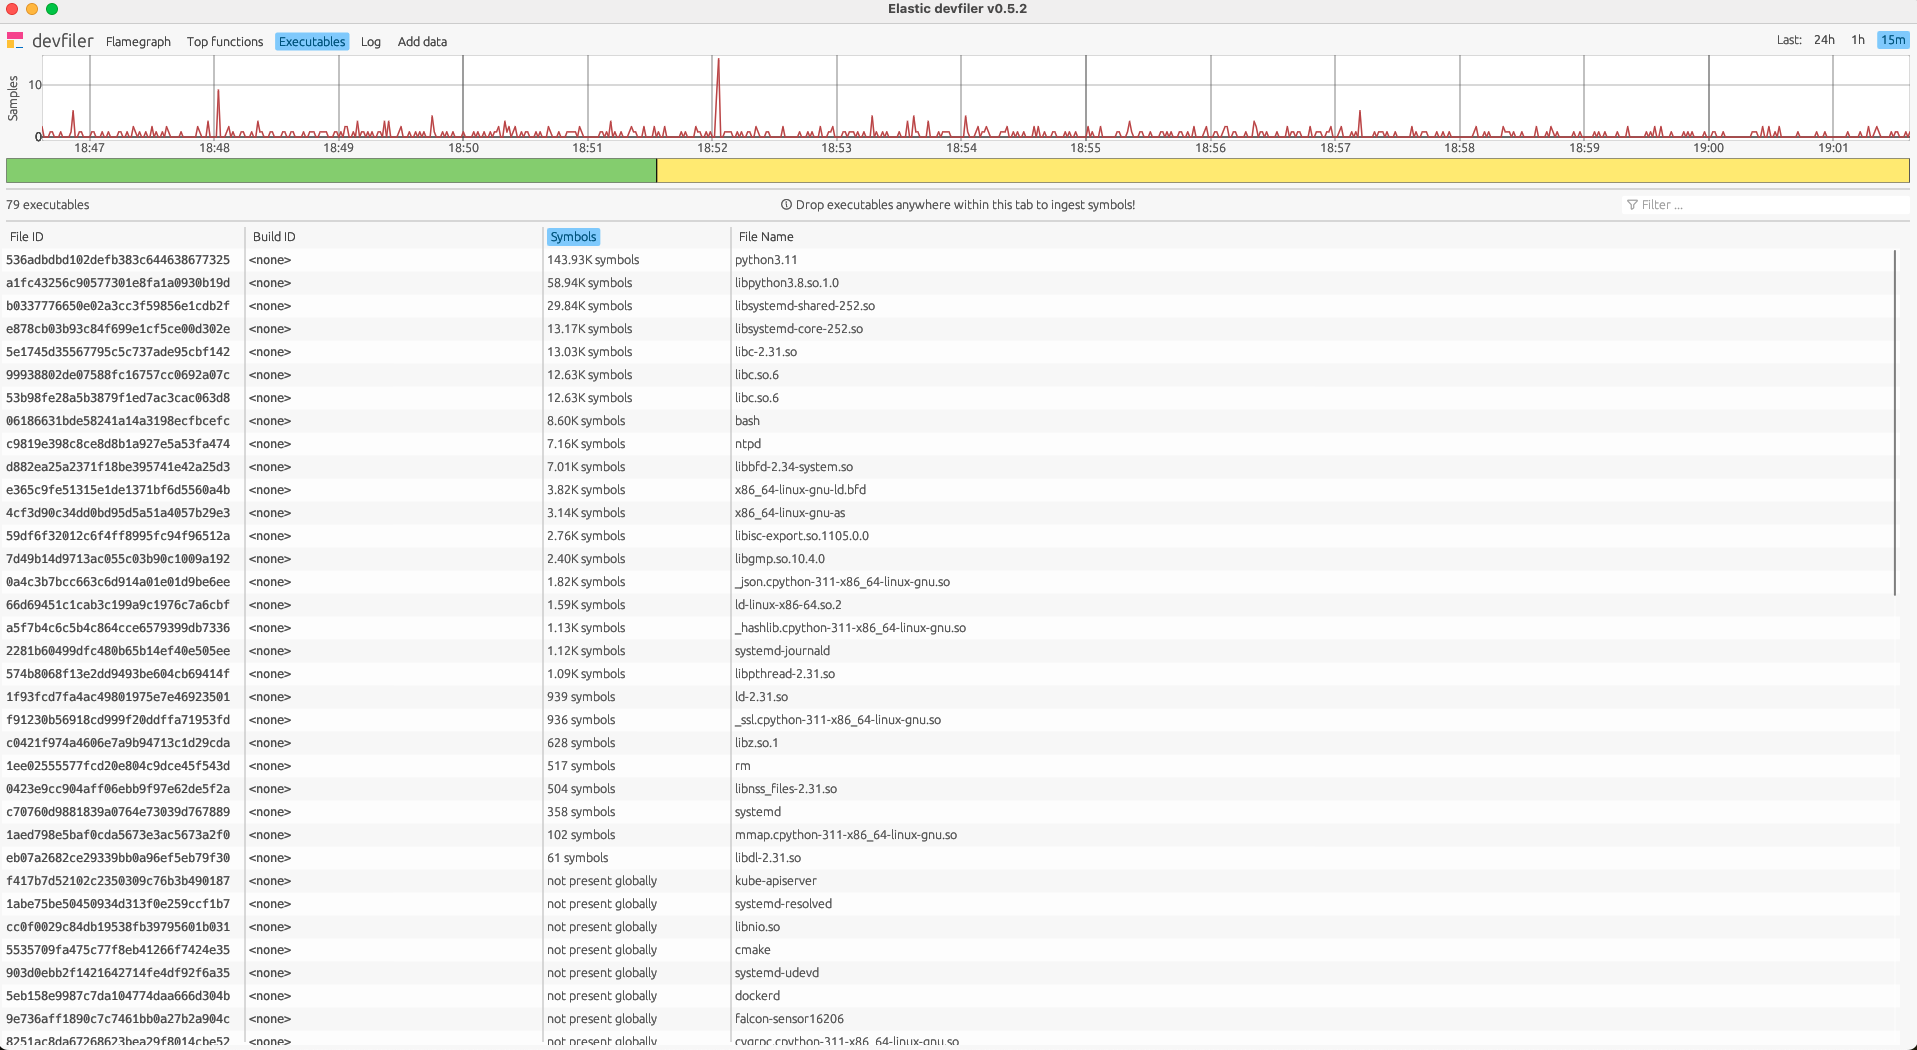 Elastic devfiler v0.5.2
devfiler Flamegraph Top functions Executables Log Add data Last: 24h 1h 15m
Samples
10
0
18:47 18:48 18:49 18:50 18:51 18:52 18:53 18:54 18:55 18:56 18:57 18:58 18:59 19:00 19:01
79 executables Drop executables anywhere within this tab to ingest symbols! Filter ...
File ID Build ID Symbols File Name
536adbdbd102defb383c644638677325 <none> 143.93K symbols python3.11
a1fc43256c90577301e8fa1a0930b19d <none> 58.94K symbols libpython3.8.so.1.0
b0337776650e02a3cc3f59856e1cdb2f <none> 29.84K symbols libsystemd-shared-252.so
e878cb03b93c84f699e1cf5ce00d302e <none> 13.17K symbols libsystemd-core-252.so
5e1745d35567795c5c737ade95cbf142 <none> 13.03K symbols libc-2.31.so
99938802de07588fc16757cc0692a07c <none> 12.63K symbols libc.so.6
53b98fe28a5b3879f1ed7ac3cac063d8 <none> 12.63K symbols libc.so.6
06186631bde58241a14a3198ecfbcefc <none> 8.60K symbols bash
c9819e398c8ce8d8b1a927e5a53fa474 <none> 7.16K symbols ntpd
d882ea25a2371f18be395741e42a25d3 <none> 7.01K symbols libbfd-2.34-system.so
e365c9fe51315e1de1371bf6d5560a4b <none> 3.82K symbols x86_64-linux-gnu-ld.bfd
4cf3d90c34dd0bd95d5a51a4057b29e3 <none> 3.14K symbols x86_64-linux-gnu-as
59df6f32012c6f4ff8995fc94f96512a <none> 2.76K symbols libisc-export.so.1105.0.0
7d49b14d9713ac055c03b90c1009a192 <none> 2.40K symbols libgmp.so.10.4.0
0a4c3b7bcc663c6d914a01e01d9be6ee <none> 1.82K symbols _json.cpython-311-x86_64-linux-gnu.so
66d69451c1cab3c199a9c1976c7a6cbf <none> 1.59K symbols ld-linux-x86-64.so.2
a5f7b4c6c5b4c864cce6579399db7336 <none> 1.13K symbols _hashlib.cpython-311-x86_64-linux-gnu.so
2281b60499dfc480b65b14ef40e505ee <none> 1.12K symbols systemd-journald
574b8068f13e2dd9493be604cb69414f <none> 1.09K symbols libpthread-2.31.so
1f93fcd7fa4ac49801975e7e46923501 <none> 939 symbols ld-2.31.so
f91230b56918cd999f20ddffa71953fd <none> 936 symbols _ssl.cpython-311-x86_64-linux-gnu.so
c0421f974a4606e7a9b94713c1d29cda <none> 628 symbols libz.so.1
1ee02555577fcd20e804c9dce45f543d <none> 517 symbols rm
0423e9cc904aff06ebb9f97e62de5f2a <none> 504 symbols libnss_files-2.31.so
c70760d9881839a0764e73039d767889 <none> 358 symbols systemd
1aed798e5baf0cda5673e3ac5673a2f0 <none> 102 symbols mmap.cpython-311-x86_64-linux-gnu.so
eb07a2682ce29339bb0a96ef5eb79f30 <none> 61 symbols libdl-2.31.so
f417b7d52102c2350309c76b3b490187 <none> not present globally kube-apiserver
1abe75be50450934d313f0e259ccf1b7 <none> not present globally systemd-resolved
cc0f0029c84db19538fb39795601b031 <none> not present globally libnio.so
5535709fa475c77f8eb41266f7424e35 <none> not present globally cmake
903d0ebb2f1421642714fe4df92f6a35 <none> not present globally systemd-udevd
5eb158e9987c7da104774daa666d304b <none> not present globally dockerd
9e736aff1890c7c7461bb0a27b2a904c <none> not present globally falcon-sensor16206
8251ac8da67268623bea29f8014cbe52 <none> not present globally cygrpc.cpython-311-x86_64-linux-gnu.so